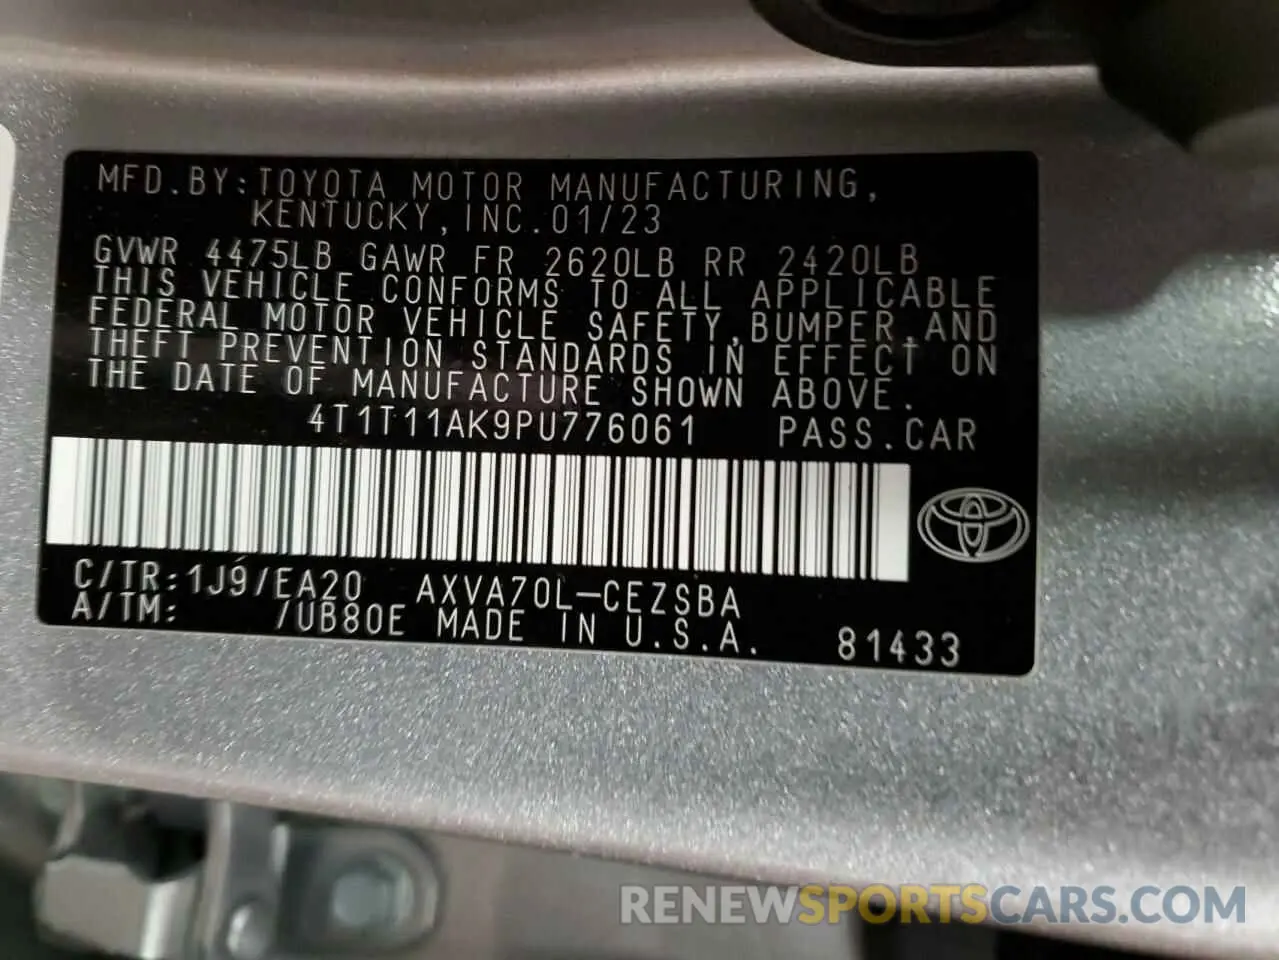 MFD.BY:TOYOTA MOTOR MANUFACTURING,
KENTUCKY,INC.01/23
GVWR 4475LB GAWR FR 2620LB RR 2420LB
THIS VEHICLE CONFORMS TO ALL APPLICABLE
FEDERAL MOTOR VEHICLE SAFETY,BUMPER,AND
THEFT PREVENTION STANDARDS IN EFFECT ON
THE DATE OF MANUFACTURE SHOWN ABOVE.
4T1T11AK9PU776061 PASS.CAR
C/TR:1J9/EA20 AXVA70L-CEZSBA
A/TM: /UB80E MADE IN U.S.A. 81433
RENEWSPORTSCARS.COM